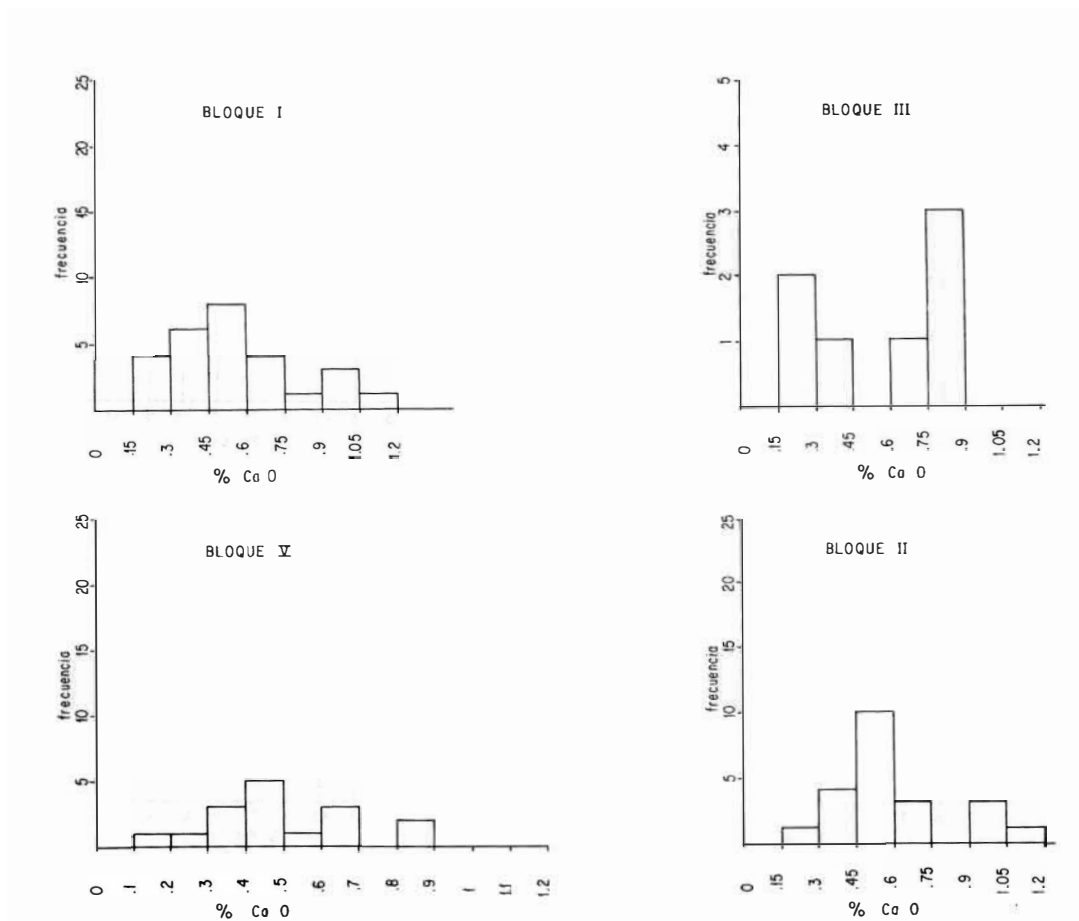 BLOQUE I
frecuencia
25
20
15
10
5
0 .15 .3 .45 .6 .75 .9 1.05 1.2
% Ca O
BLOQUE III
frecuencia
5
4
3
2
1
0 .15 .3 .45 .6 .75 .9 1.05 1.2
% Ca O
BLOQUE V
frecuencia
25
20
15
10
5
0 .1 .2 .3 .4 .5 .6 .7 .8 .9 1 1.1 1.2
% Ca O
BLOQUE II
frecuencia
25
20
15
10
5
0 .15 .3 .45 .6 .75 .9 1.05 1.2
% Ca O